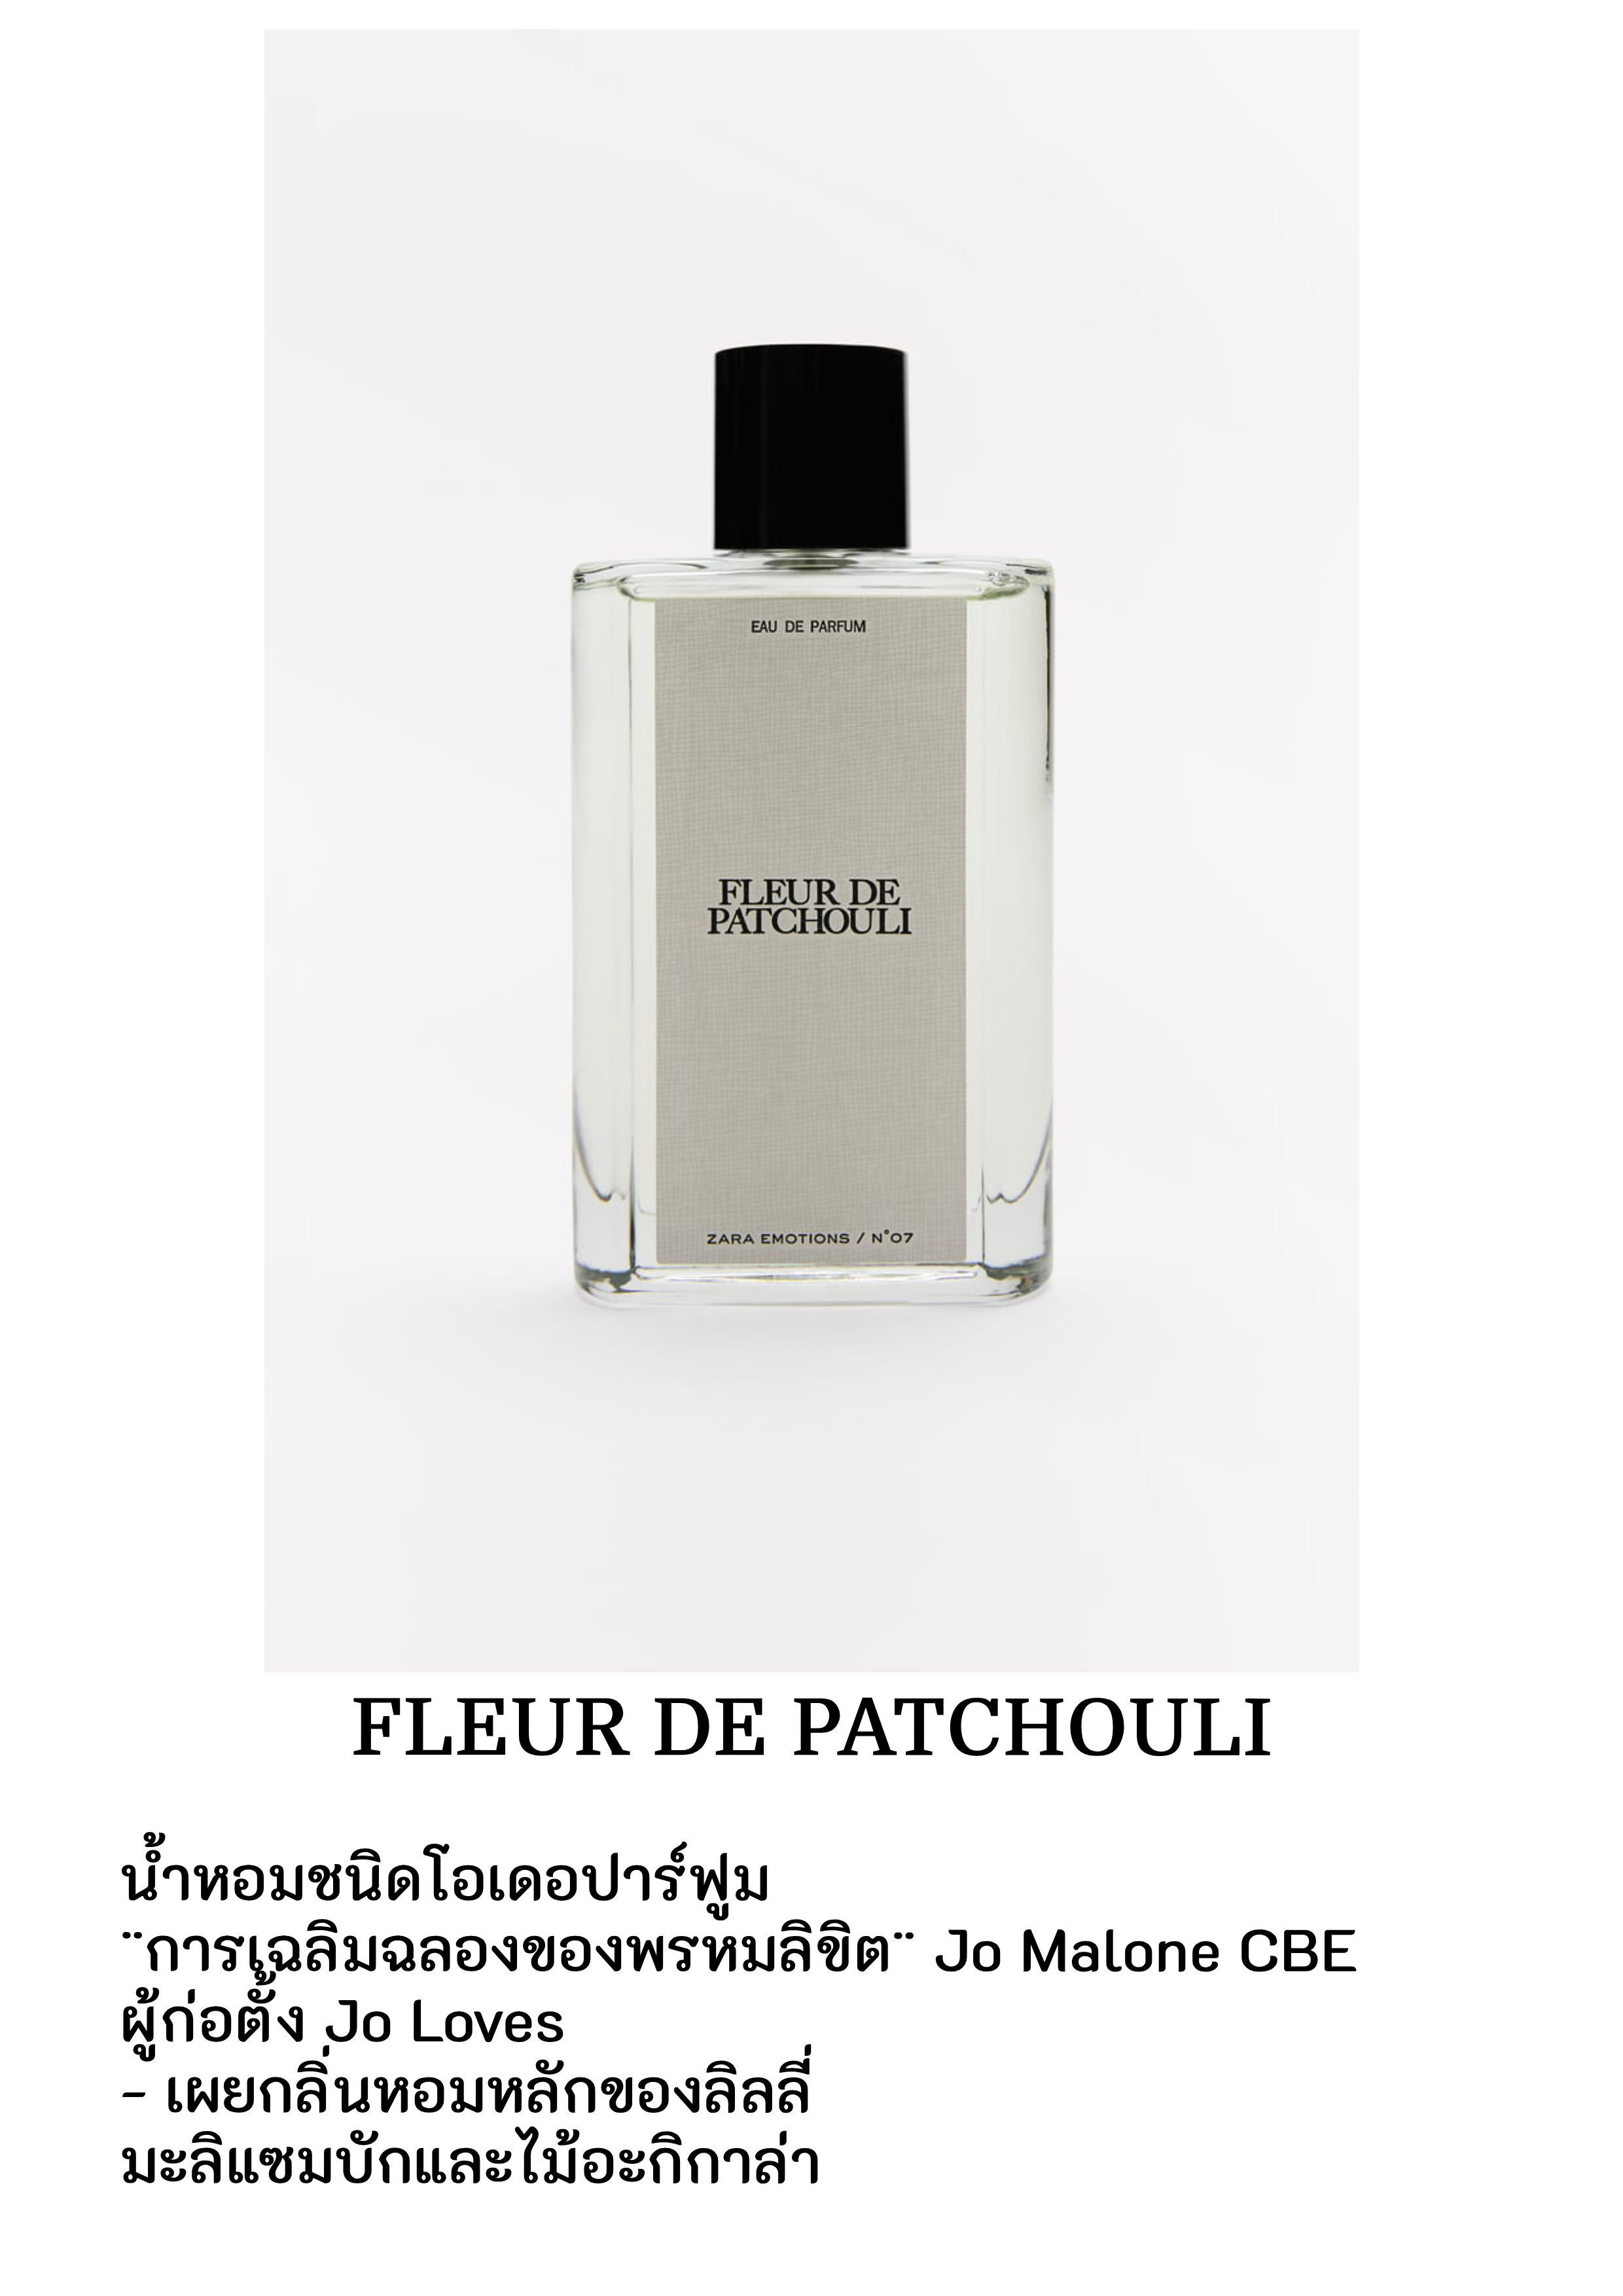 EAU DE PARFUM
FLEUR DE
PATCHOULI
ZARA EMOTIONS / N°07
FLEUR DE PATCHOULI
น้ำหอมชนิดโอเดอปาร์ฟูม
¨การเฉลิมฉลองของพรหมลิขิต¨ Jo Malone CBE
ผู้ก่อตั้ง Jo Loves
- เผยกลิ่นหอมหลักของลิลลี่
มะลิแซมบักและไม้อะกิกาล่า